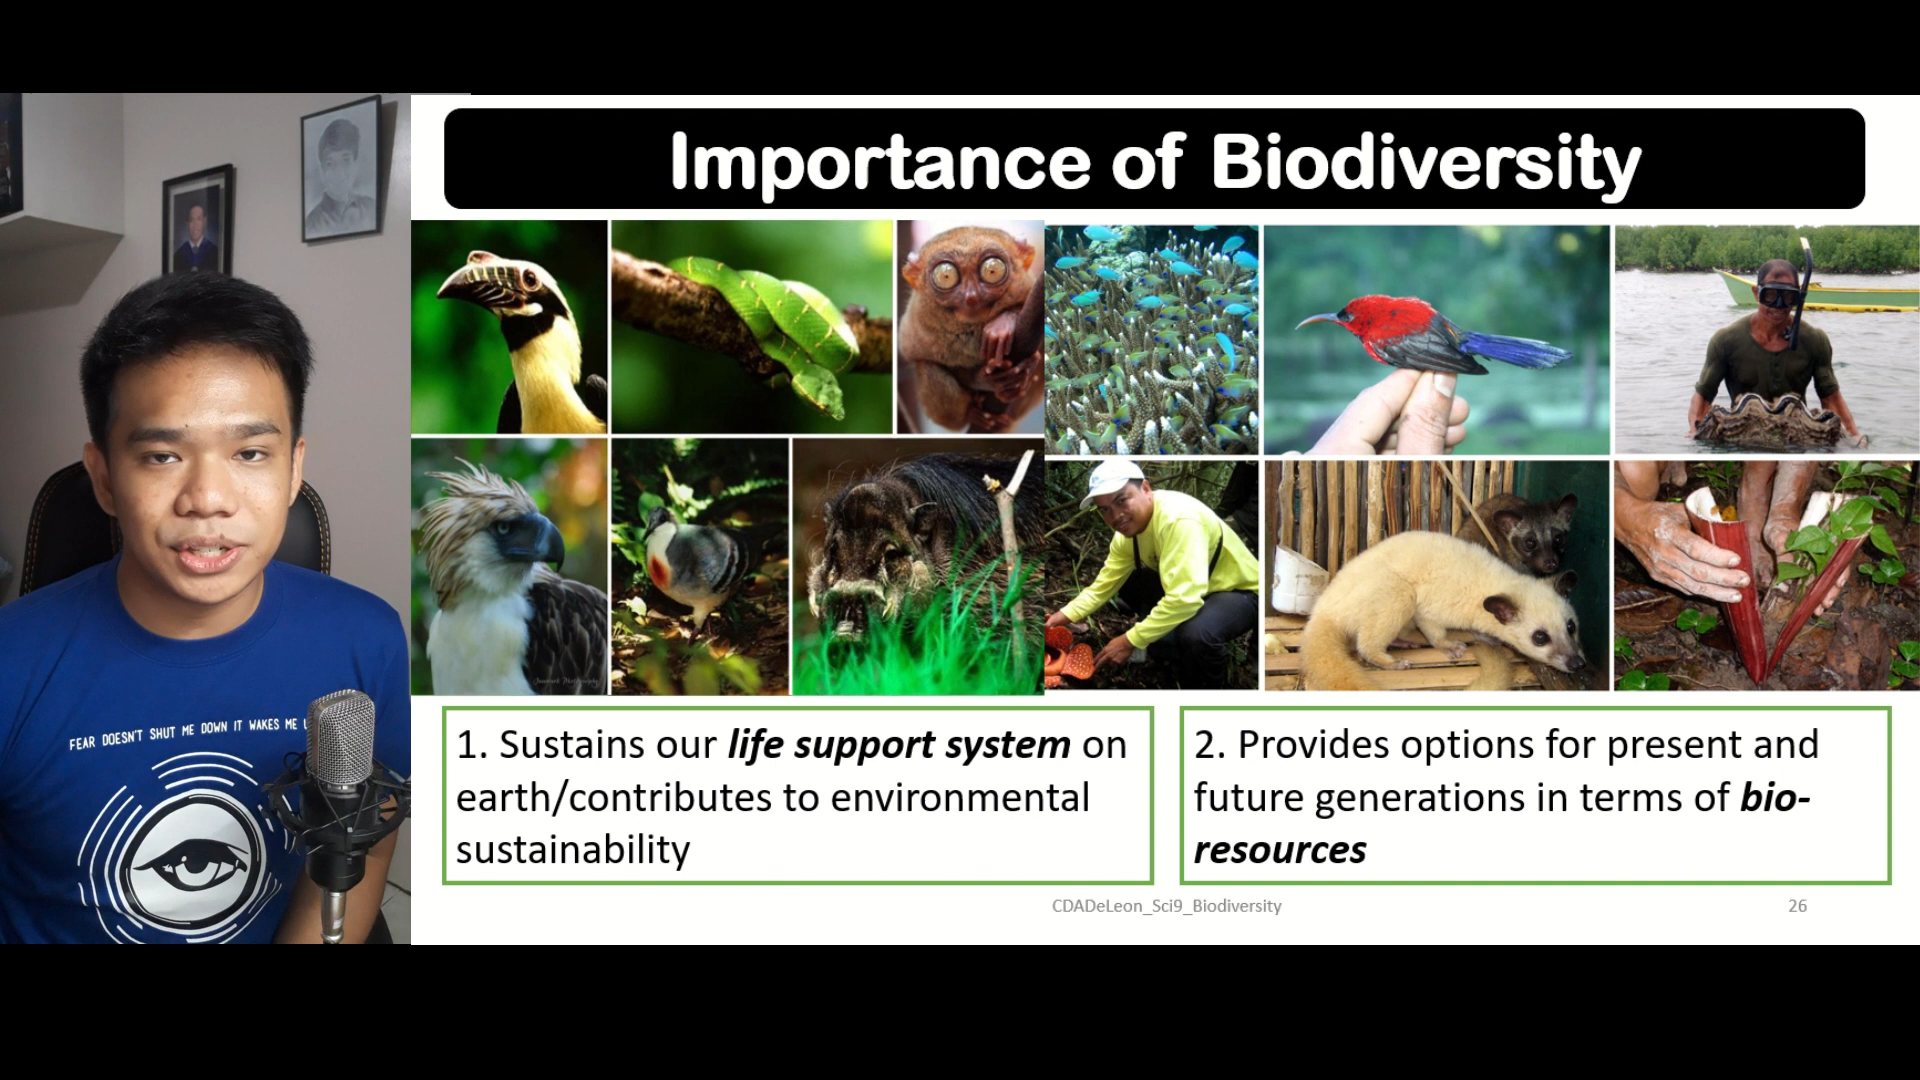 Importance of Biodiversity
FEAR DOESN'T SHUT ME DOWN IT WAKES ME
1. Sustains our life support system on
earth/contributes to environmental
sustainability
2. Provides options for present and
future generations in terms of bio-
resources
CDADeLeon_Sci9_Biodiversity
26